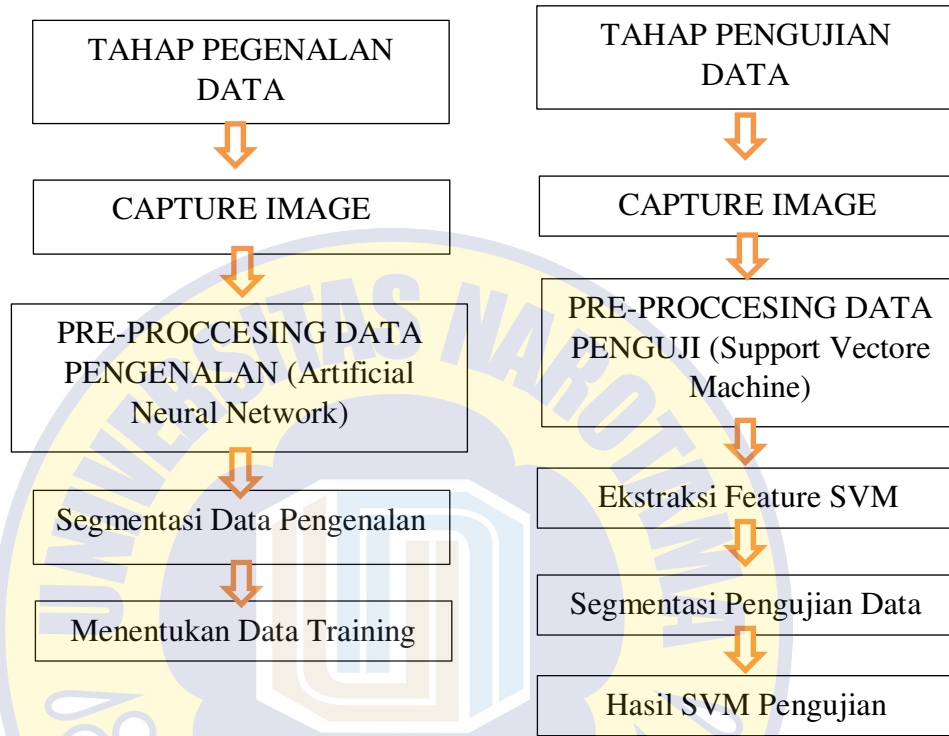 TAHAP PEGENALAN
DATA
CAPTURE IMAGE
PRE-PROCCESING DATA
PENGENALAN (Artificial
Neural Network)
Segmentasi Data Pengenalan
Menentukan Data Training
TAHAP PENGUJIAN
DATA
CAPTURE IMAGE
PRE-PROCCESING DATA
PENGUJI (Support Vectore
Machine)
Ekstraksi Feature SVM
Segmentasi Pengujian Data
Hasil SVM Pengujian
UNIVERSITAS NAROTAMA